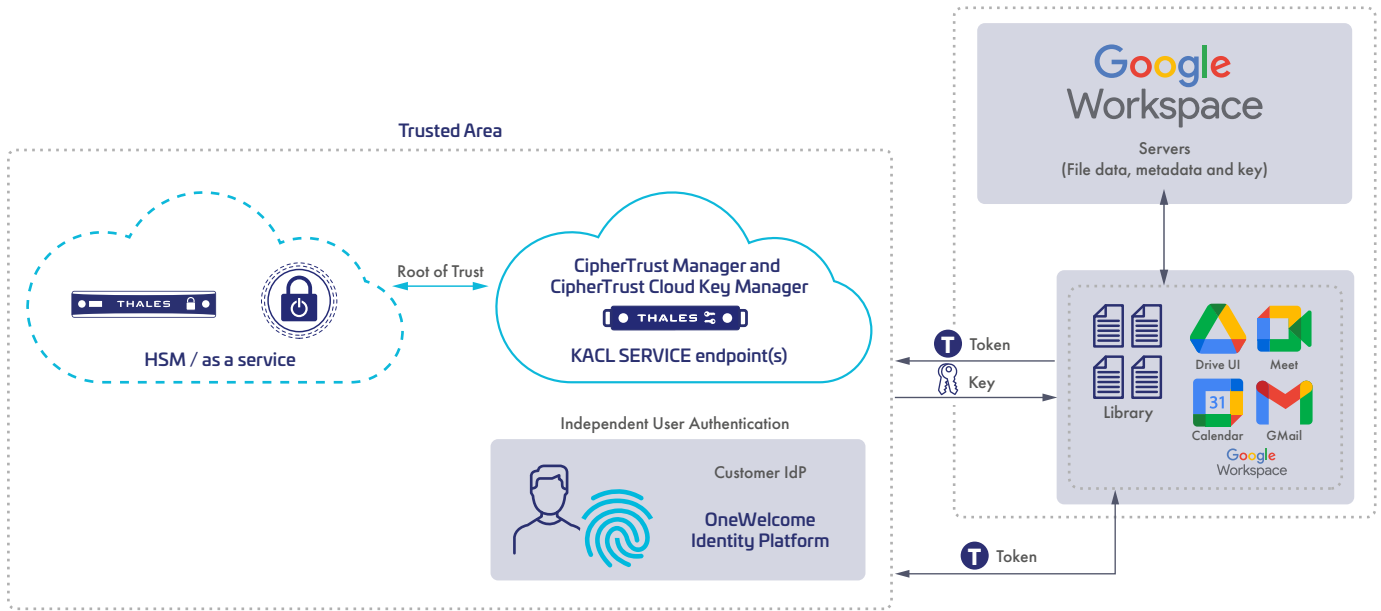 Google
Workspace
Servers
(File data, metadata and key)
Trusted Area
THALES
HSM / as a service
Root of Trust
CipherTrust Manager and
CipherTrust Cloud Key Manager
THALES
KACL SERVICE endpoint(s)
T Token
Key
Library
Drive UI
Meet
31
Calendar
GMail
Google
Workspace
Independent User Authentication
Customer IdP
OneWelcome
Identity Platform
T Token